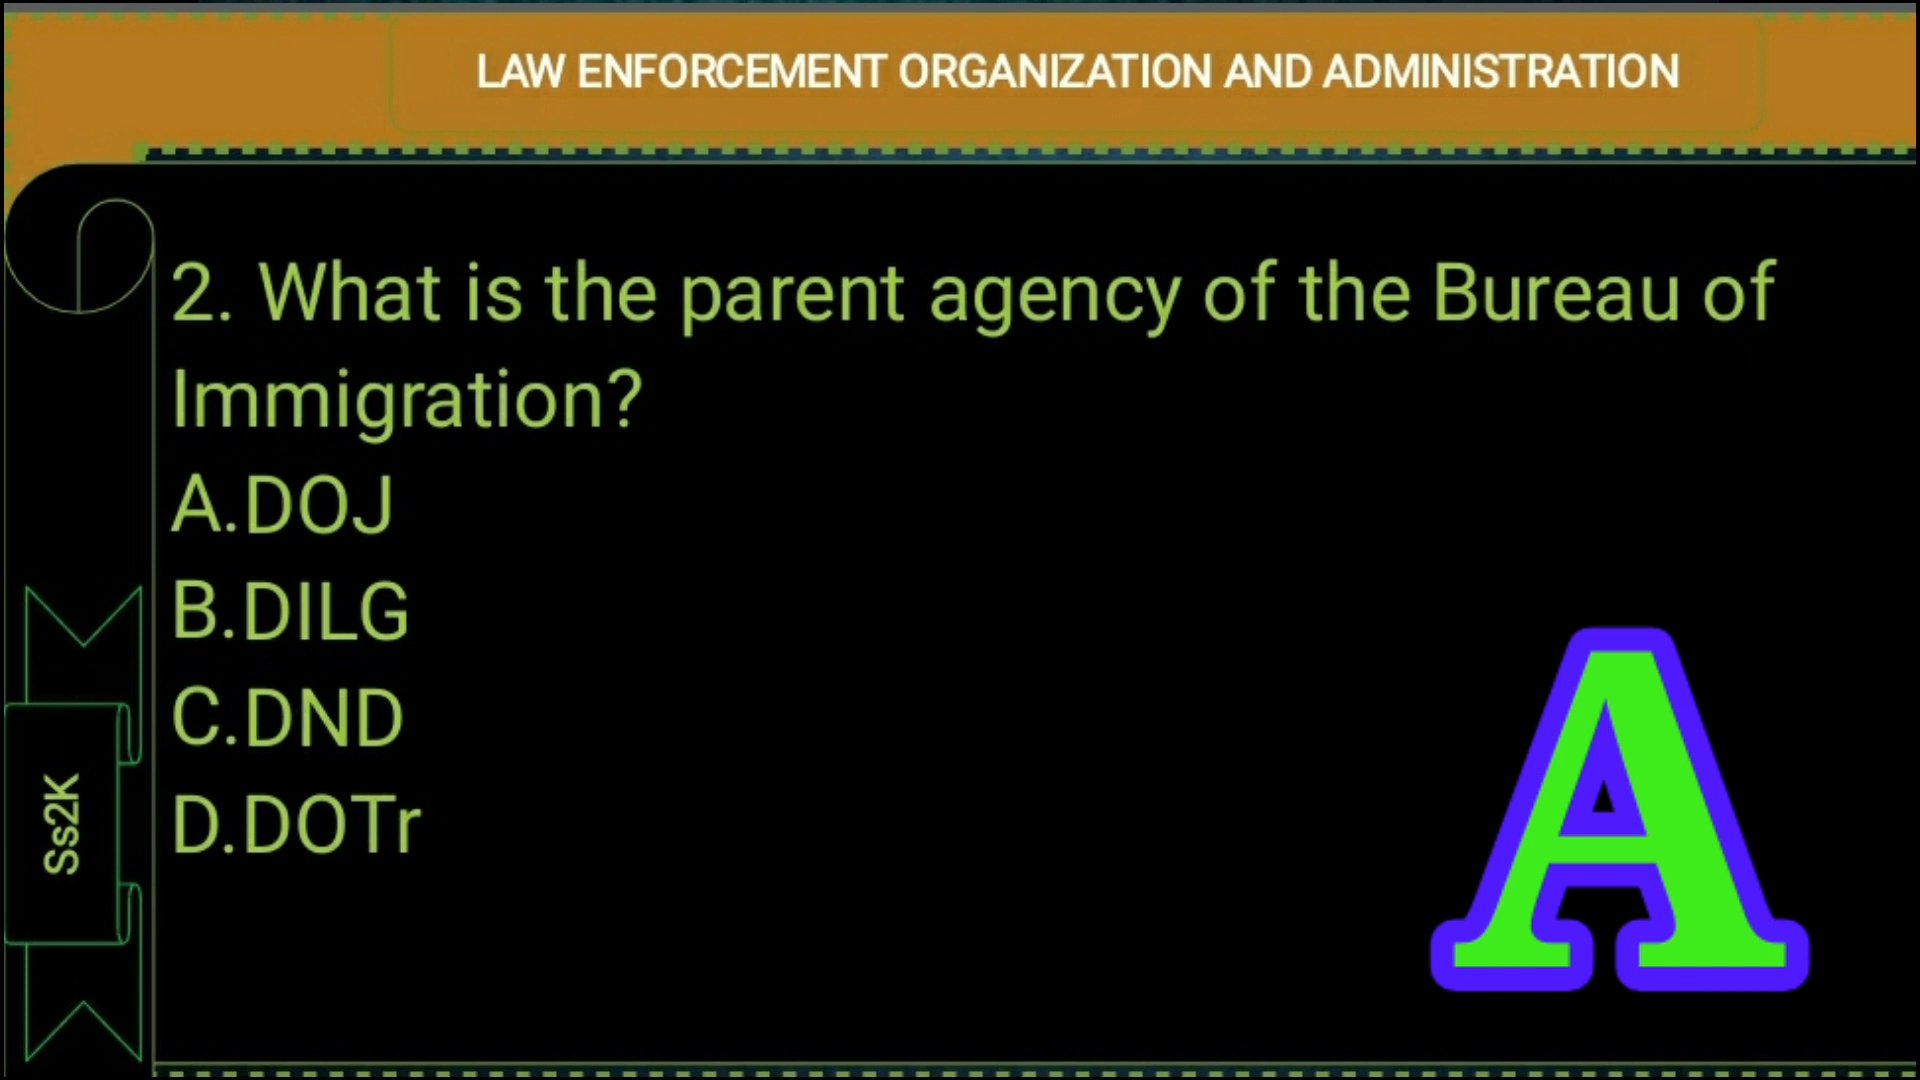 LAW ENFORCEMENT ORGANIZATION AND ADMINISTRATION
2. What is the parent agency of the Bureau of
Immigration?
A.DOJ
B.DILG
C.DND
D.DOTr
A
Ss2K